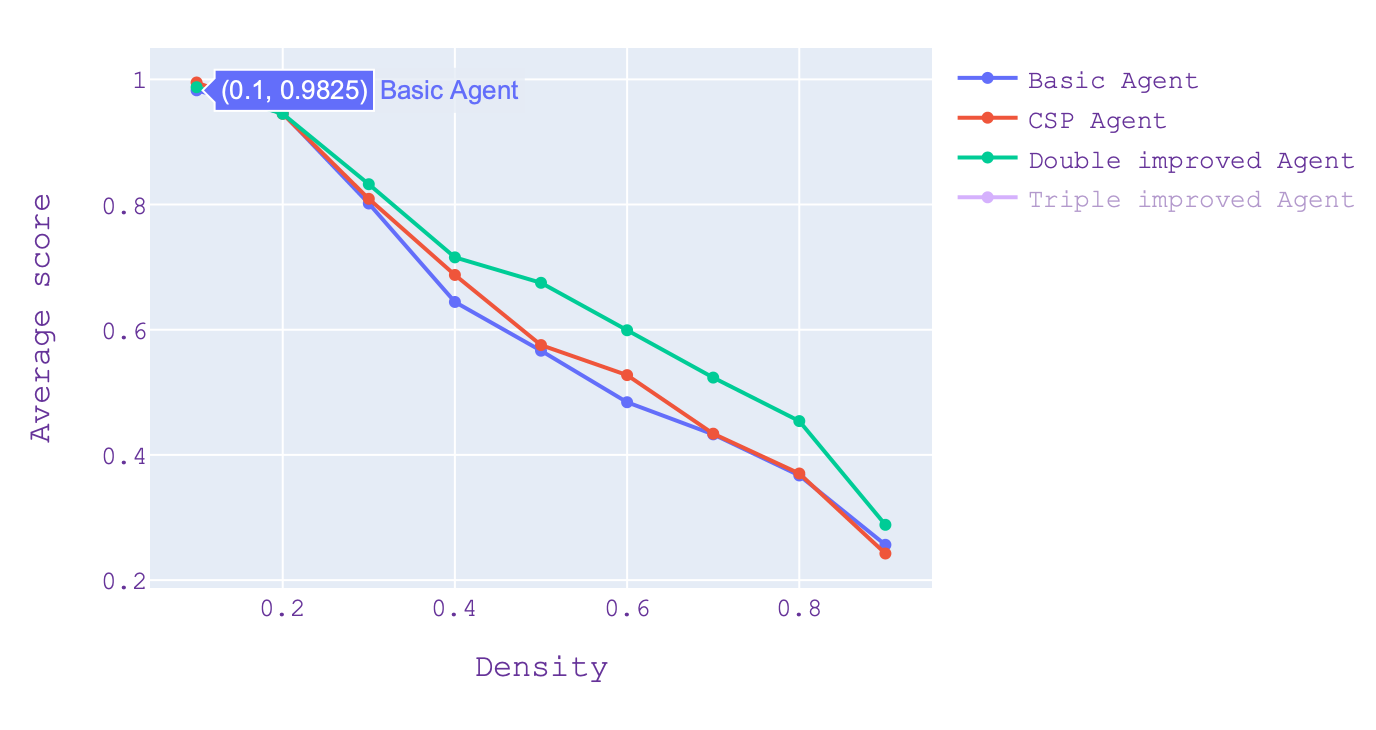 1
0.8
0.6
0.4
0.2
Average score
(0.1, 0.9825) Basic Agent
0.2 0.4 0.6 0.8
Density
Basic Agent
CSP Agent
Double improved Agent
Triple improved Agent